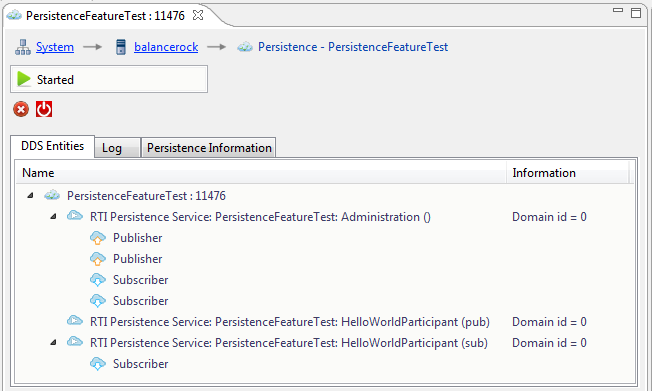 PersistenceFeatureTest : 11476
System balancerock Persistence - PersistenceFeatureTest
Started
DDS Entities Log Persistence Information
Name Information
PersistenceFeatureTest : 11476
RTI Persistence Service: PersistenceFeatureTest: Administration () Domain id = 0
Publisher
Publisher
Subscriber
Subscriber
RTI Persistence Service: PersistenceFeatureTest: HelloWorldParticipant (pub) Domain id = 0
RTI Persistence Service: PersistenceFeatureTest: HelloWorldParticipant (sub) Domain id = 0
Subscriber